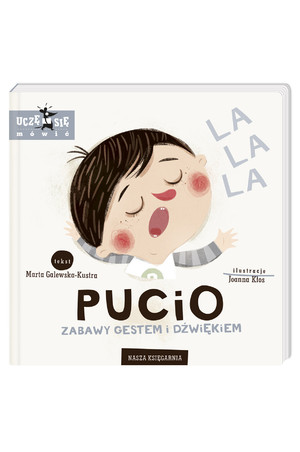 UCZĘ SIĘ
mówić
LA
LA
LA
tekst
Marta Galewska-Kustra
ilustracje
Joanna Kłos
PUCiO
ZABAWY GESTEM i DŹWIĘKIEM
NASZA KSIĘGARNIA